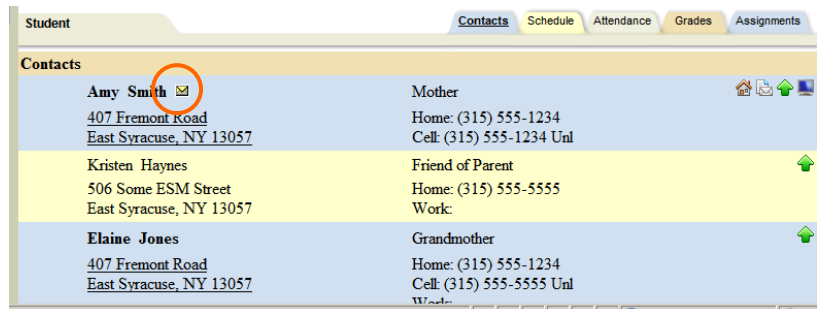 Student
Contacts Schedule Attendance Grades Assignments
Contacts
Amy Smith Mother
407 Fremont Road Home: (315) 555-1234
East Syracuse, NY 13057 Cell: (315) 555-1234 Unl
Kristen Haynes Friend of Parent
506 Some ESM Street Home: (315) 555-5555
East Syracuse, NY 13057 Work:
Elaine Jones Grandmother
407 Fremont Road Home: (315) 555-1234
East Syracuse, NY 13057 Cell: (315) 555-5555 Unl
Work: